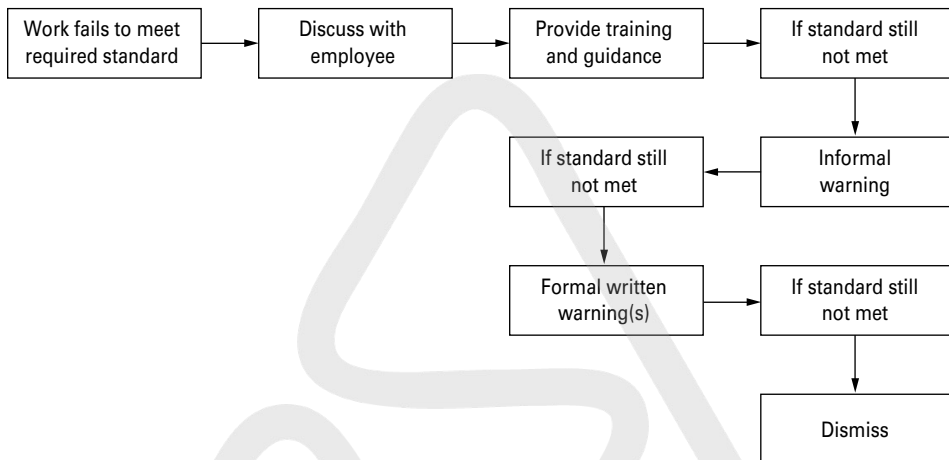 Work fails to meet
required standard
Discuss with
employee
Provide training
and guidance
If standard still
not met
Informal
warning
If standard still
not met
Formal written
warning(s)
If standard still
not met
Dismiss